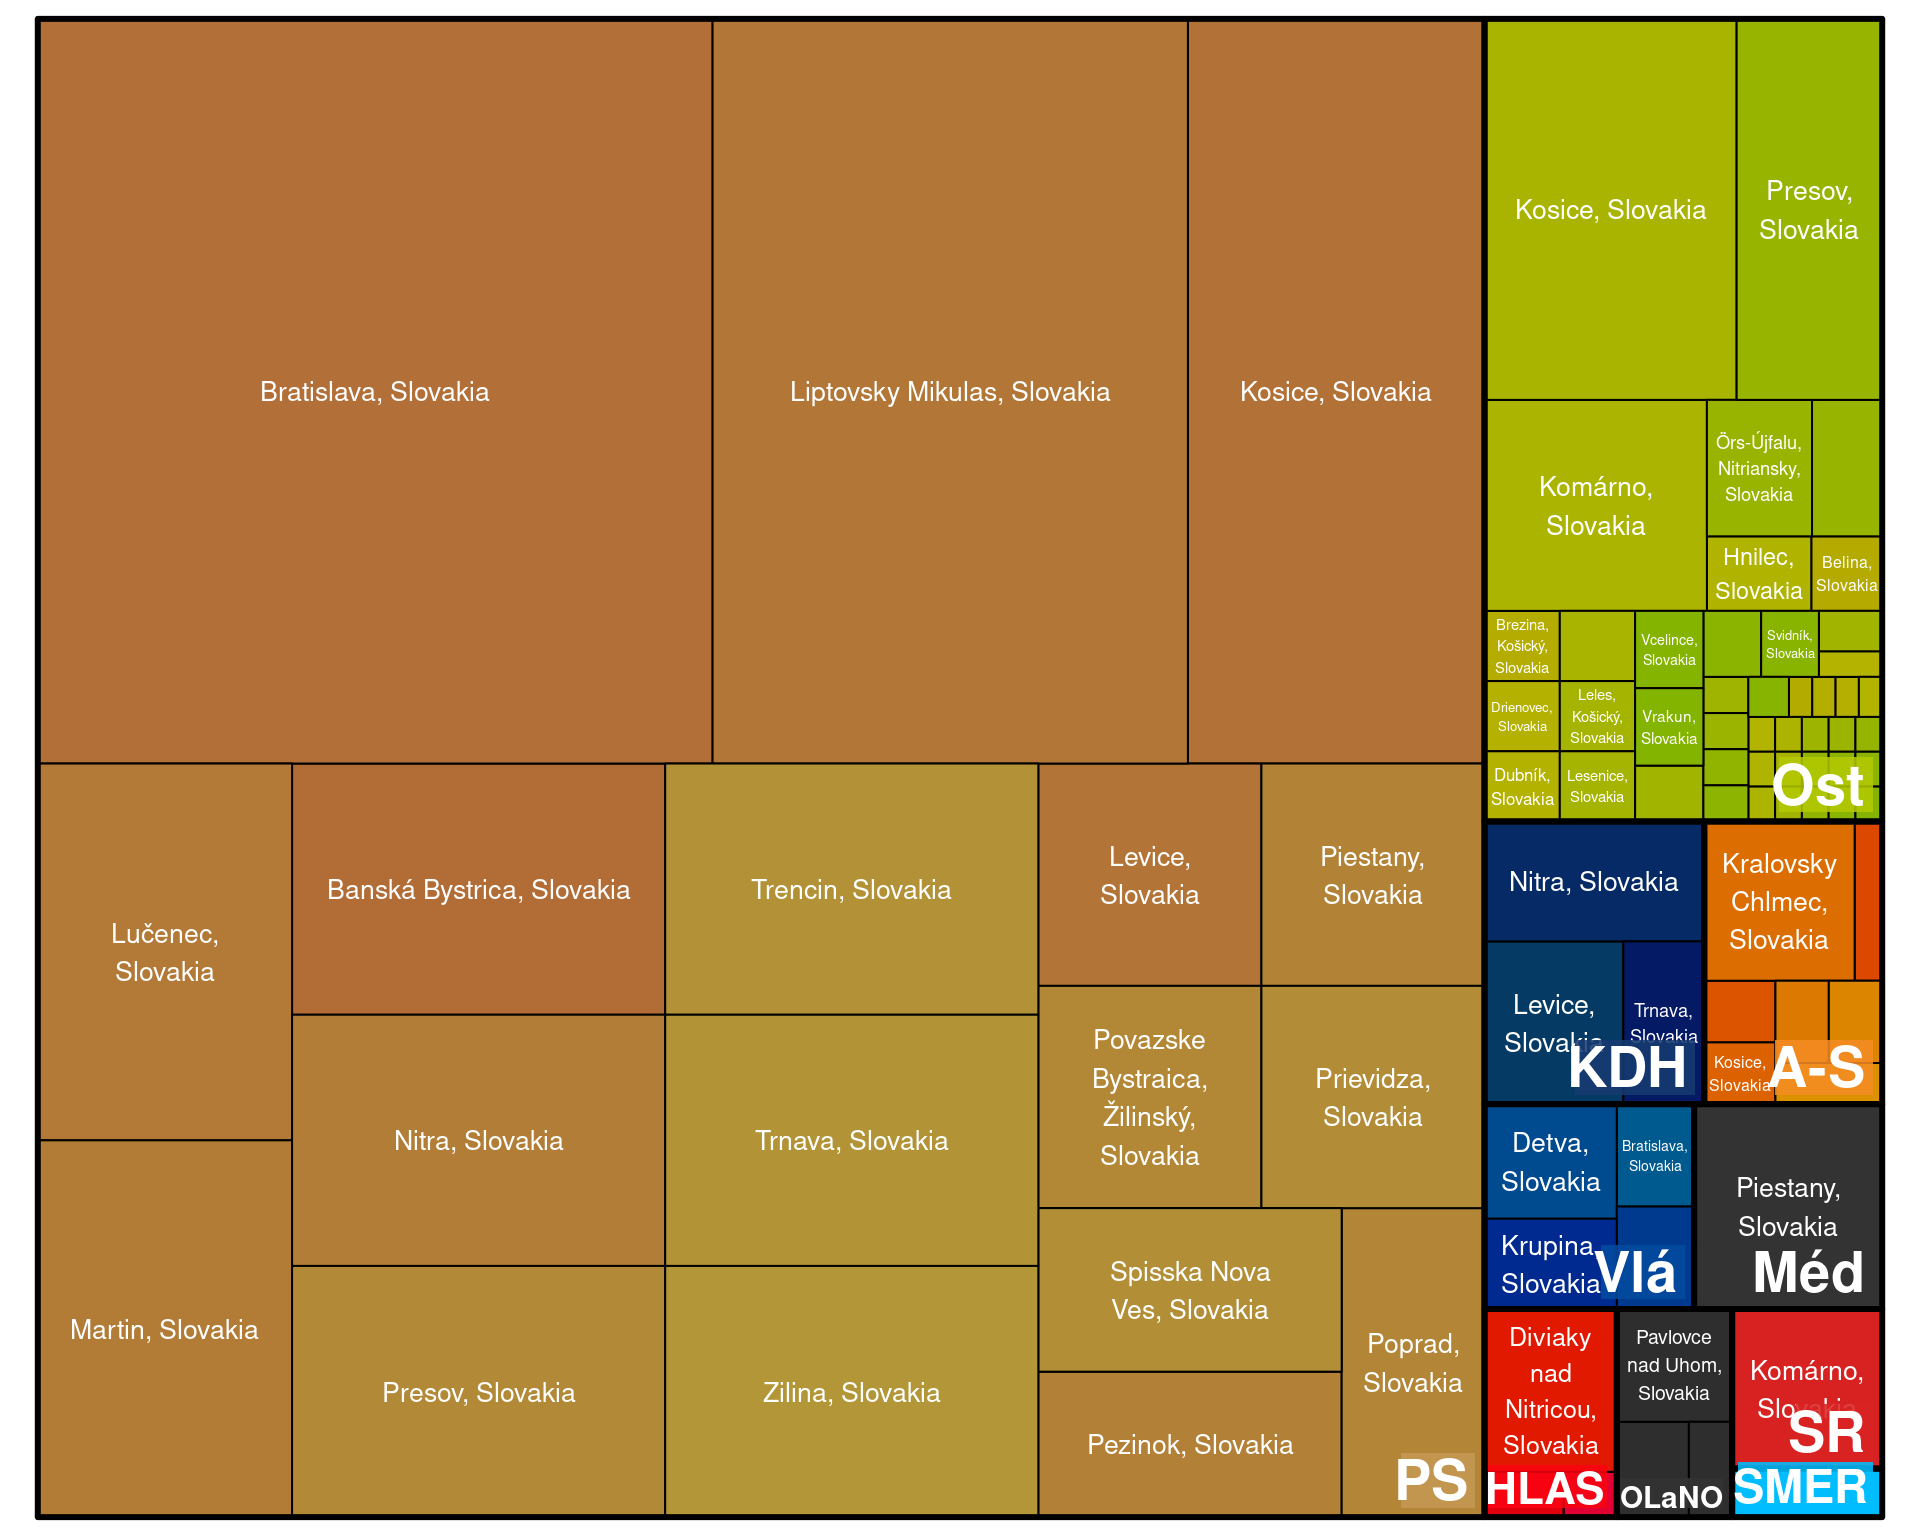 Bratislava, Slovakia
Liptovsky Mikulas, Slovakia
Kosice, Slovakia
Lučenec,
Slovakia
Martin, Slovakia
Banská Bystrica, Slovakia
Nitra, Slovakia
Presov, Slovakia
Trencin, Slovakia
Trnava, Slovakia
Zilina, Slovakia
Levice,
Slovakia
Piestany,
Slovakia
Povazske
Bystraica,
Žilinský,
Slovakia
Prievidza,
Slovakia
Spisska Nova
Ves, Slovakia
Pezinok, Slovakia
Poprad,
Slovakia
PS
Kosice, Slovakia
Presov,
Slovakia
Komárno,
Slovakia
Örs-Újfalu,
Nitriansky,
Slovakia
Hnilec,
Slovakia
Belina,
Slovakia
Brezina,
Košický,
Slovakia
Drienovec,
Slovakia
Dubník,
Slovakia
Leles,
Košický,
Slovakia
Lesenice,
Slovakia
Vcelince,
Slovakia
Vrakun,
Slovakia
Svidník,
Slovakia
Ost
Nitra, Slovakia
Levice,
Slovakia
Trnava,
Slovakia
KDH
Kralovsky
Chlmec,
Slovakia
Kosice,
Slovakia
A-S
Detva,
Slovakia
Bratislava,
Slovakia
Krupina,
Slovakia
Vlá
Piestany,
Slovakia
Méd
Diviaky
nad
Nitricou,
Slovakia
HLAS
Pavlovce
nad Uhom,
Slovakia
OLaNO
Komárno,
Slovakia
SR
SMER